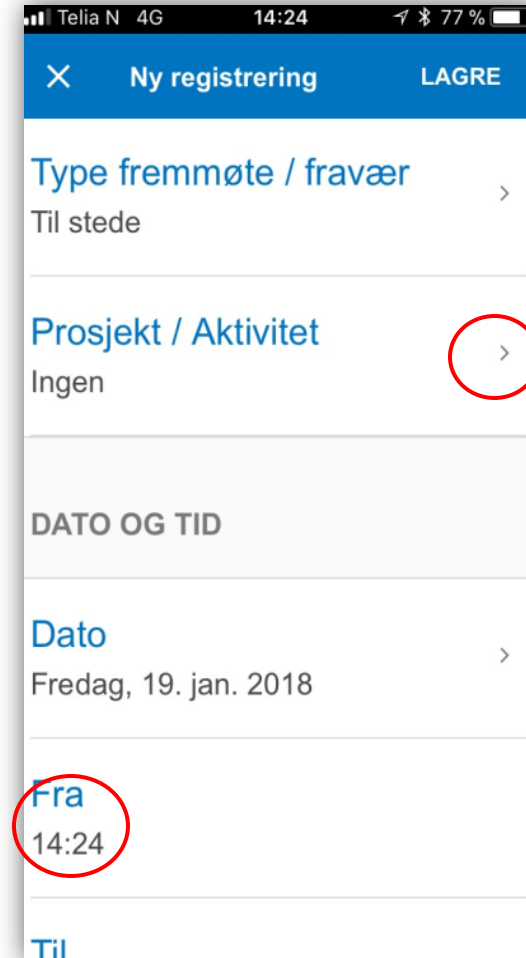 Telia N 4G 14:24 77 %
Ny registrering LAGRE
Type fremmøte / fravær
Til stede
Prosjekt / Aktivitet
Ingen
DATO OG TID
Dato
Fredag, 19. jan. 2018
Fra
14:24
Til